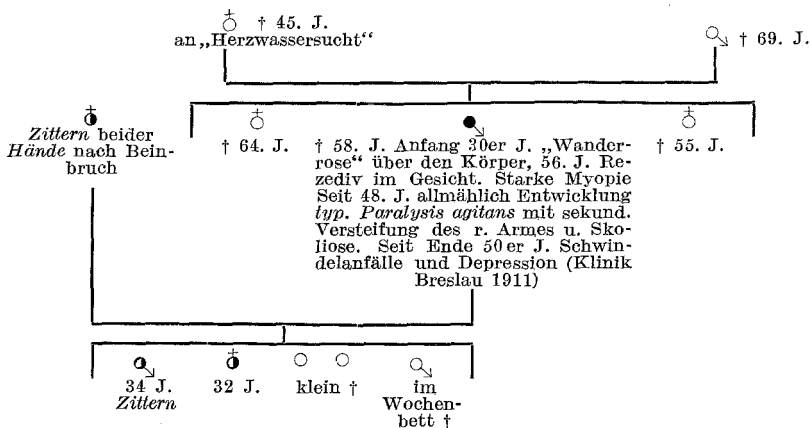 † 45. J.
an „Herzwassersucht“
† 69. J.
Zittern beider
Hände nach Bein-
bruch
† 64. J.
† 58. J. Anfang 30er J. „Wander-
rose“ über den Körper, 56. J. Re-
zediv im Gesicht. Starke Myopie
Seit 48. J. allmählich Entwicklung
typ. Paralysis agitans mit sekund.
Versteifung des r. Armes u. Sko-
liose. Seit Ende 50er J. Schwin-
delanfälle und Depression (Klinik
Breslau 1911)
† 55. J.
34 J.
Zittern
32 J.
klein †
im
Wochen-
bett †